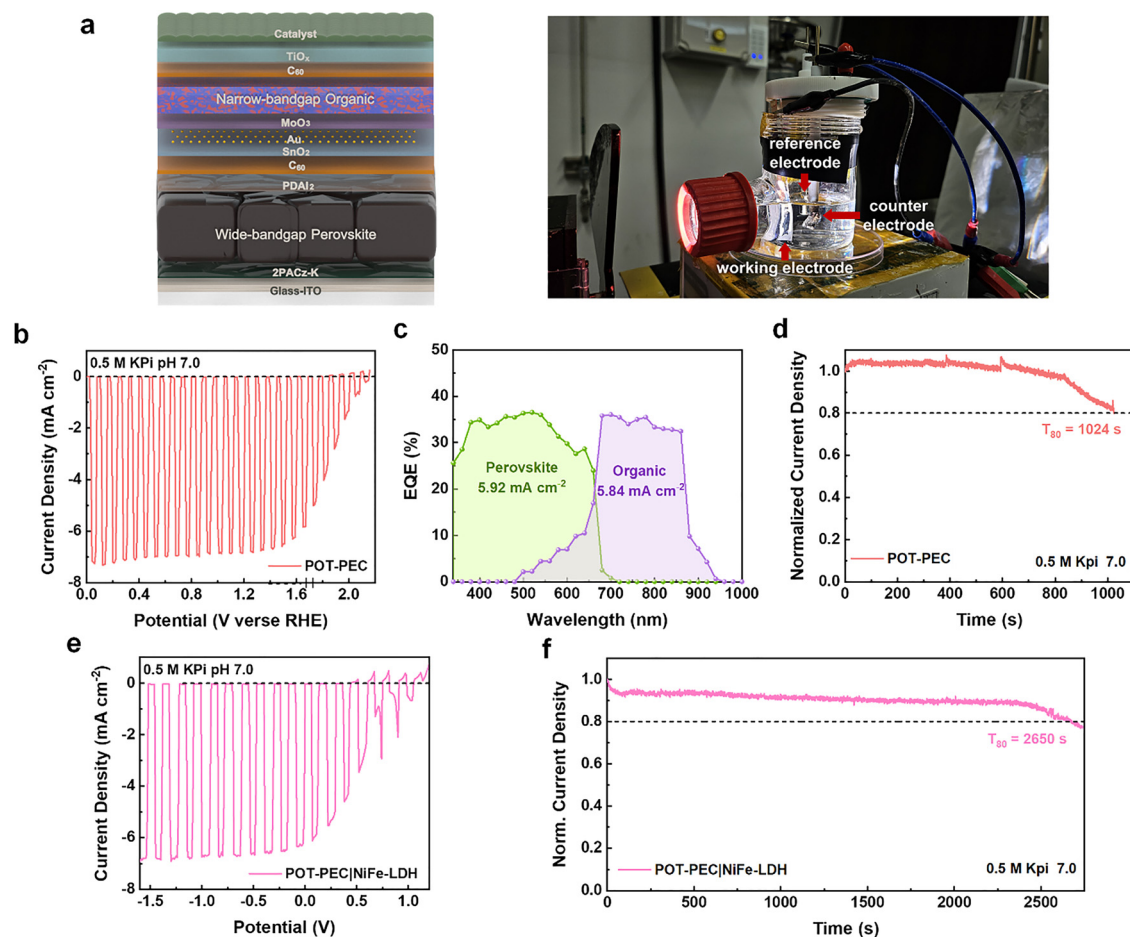 a
Catalyst
TiOₓ
C₆₀
Narrow-bandgap Organic
MoO₃
Au
SnO₂
C₆₀
PDAI₂
Wide-bandgap Perovskite
2PACz-K
Glass-ITO
reference
electrode
counter
electrode
working electrode
b
0.5 M KPi pH 7.0
Current Density (mA cm⁻²)
0
-2
-4
-6
-8
POT-PEC
0.0 0.4 0.8 1.2 1.6 2.0
Potential (V verse RHE)
c
EQE (%)
50
40
30
20
10
0
Perovskite
5.92 mA cm⁻²
Organic
5.84 mA cm⁻²
400 500 600 700 800 900 1000
Wavelength (nm)
d
Normalized Current Density
1.0
0.8
0.6
0.4
0.2
0.0
T₈₀ = 1024 s
POT-PEC
0.5 M Kpi 7.0
0 200 400 600 800 1000
Time (s)
e
0.5 M KPi pH 7.0
Current Density (mA cm⁻²)
0
-2
-4
-6
-8
POT-PEC|NiFe-LDH
-1.5 -1.0 -0.5 0.0 0.5 1.0
Potential (V)
f
Norm. Current Density
1.0
0.8
0.6
0.4
0.2
0.0
T₈₀ = 2650 s
POT-PEC|NiFe-LDH
0.5 M Kpi 7.0
0 500 1000 1500 2000 2500
Time (s)